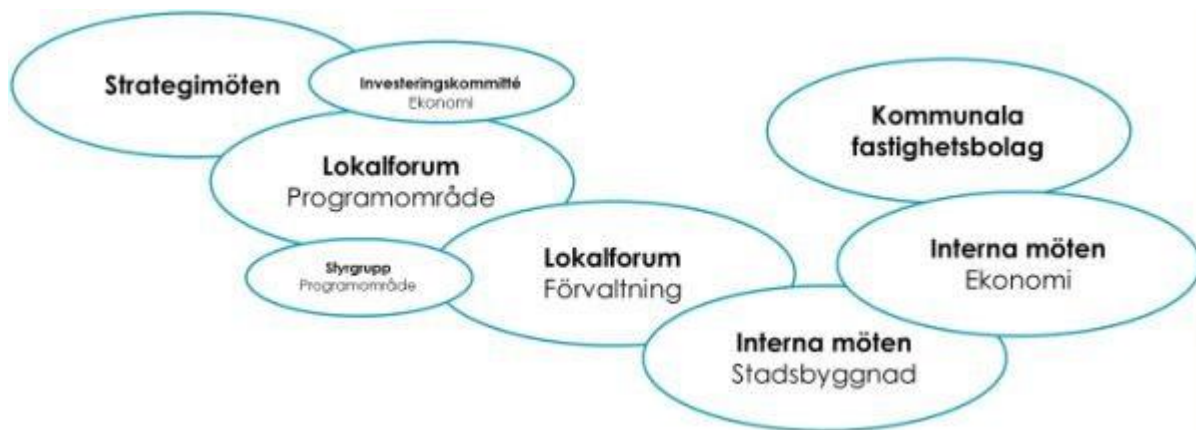 Strategimöten
Investeringskommitté
Ekonomi
Lokalforum
Programområde
Styrgrupp
Programområde
Lokalforum
Förvaltning
Interna möten
Stadsbyggnad
Kommunala
fastighetsbolag
Interna möten
Ekonomi